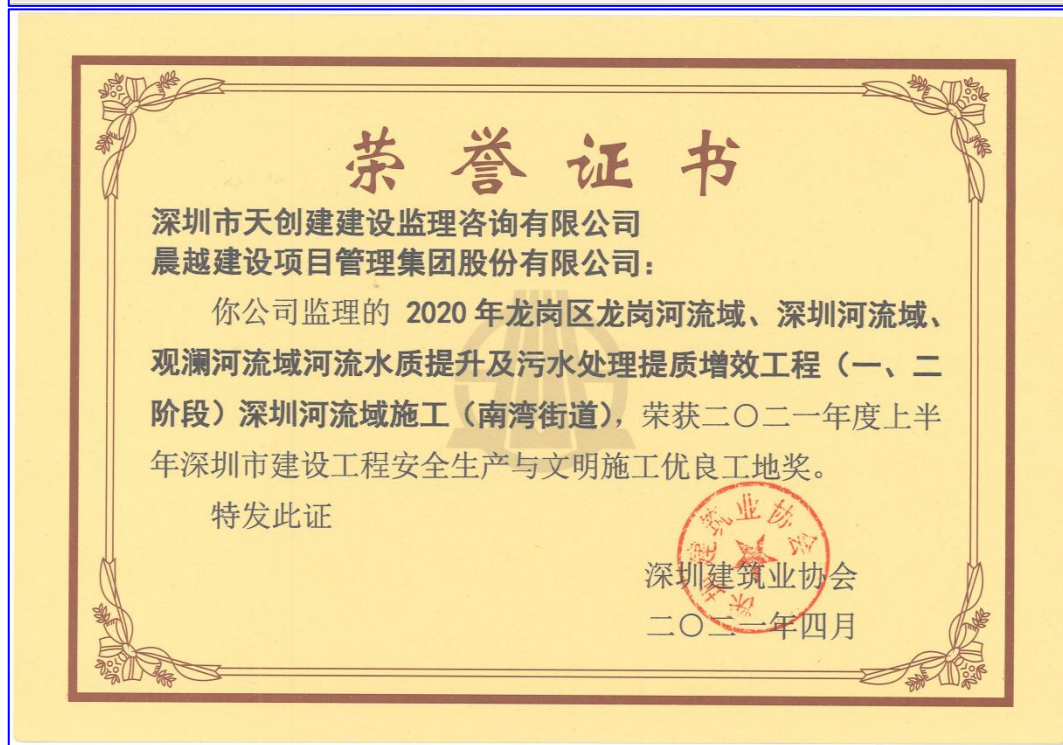 荣誉证书
深圳市天创建建设监理咨询有限公司
晨越建设项目管理集团股份有限公司：
你公司监理的 2020 年龙岗区龙岗河流域、深圳河流域、
观澜河流域河流水质提升及污水处理提质增效工程（一、二
阶段）深圳河流域施工（南湾街道），荣获二〇二一年度上半
年深圳市建设工程安全生产与文明施工优良工地奖。
特发此证
深圳建筑业协会
深圳建筑业协会
二〇二一年四月